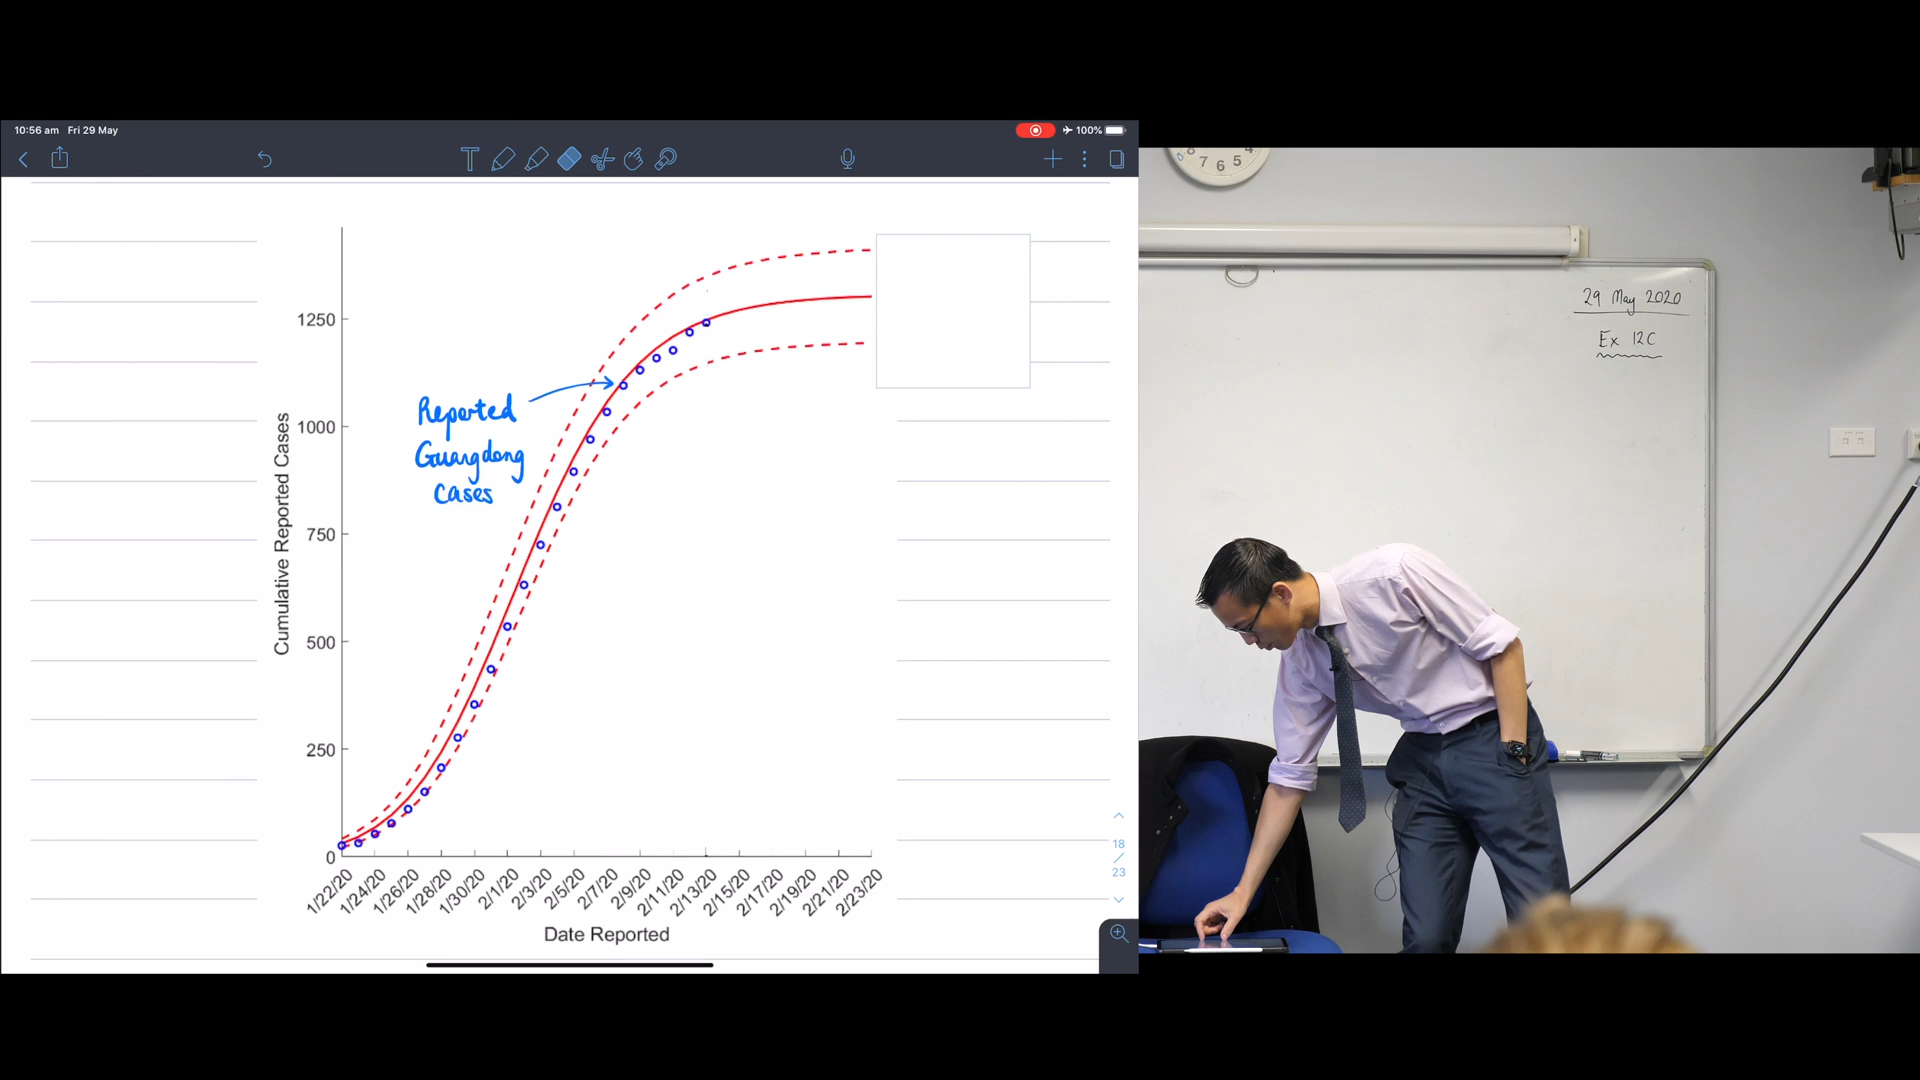 10:56 am Fri 29 May
100%
T
1250
1000
750
500
250
0
Cumulative Reported Cases
Reported
Guangdong
Cases
1/22/20
1/24/20
1/26/20
1/28/20
1/30/20
2/1/20
2/3/20
2/5/20
2/7/20
2/9/20
2/11/20
2/13/20
2/15/20
2/17/20
2/19/20
2/21/20
2/23/20
Date Reported
18
/
23
7 6 5
29 May 2020
Ex 12C